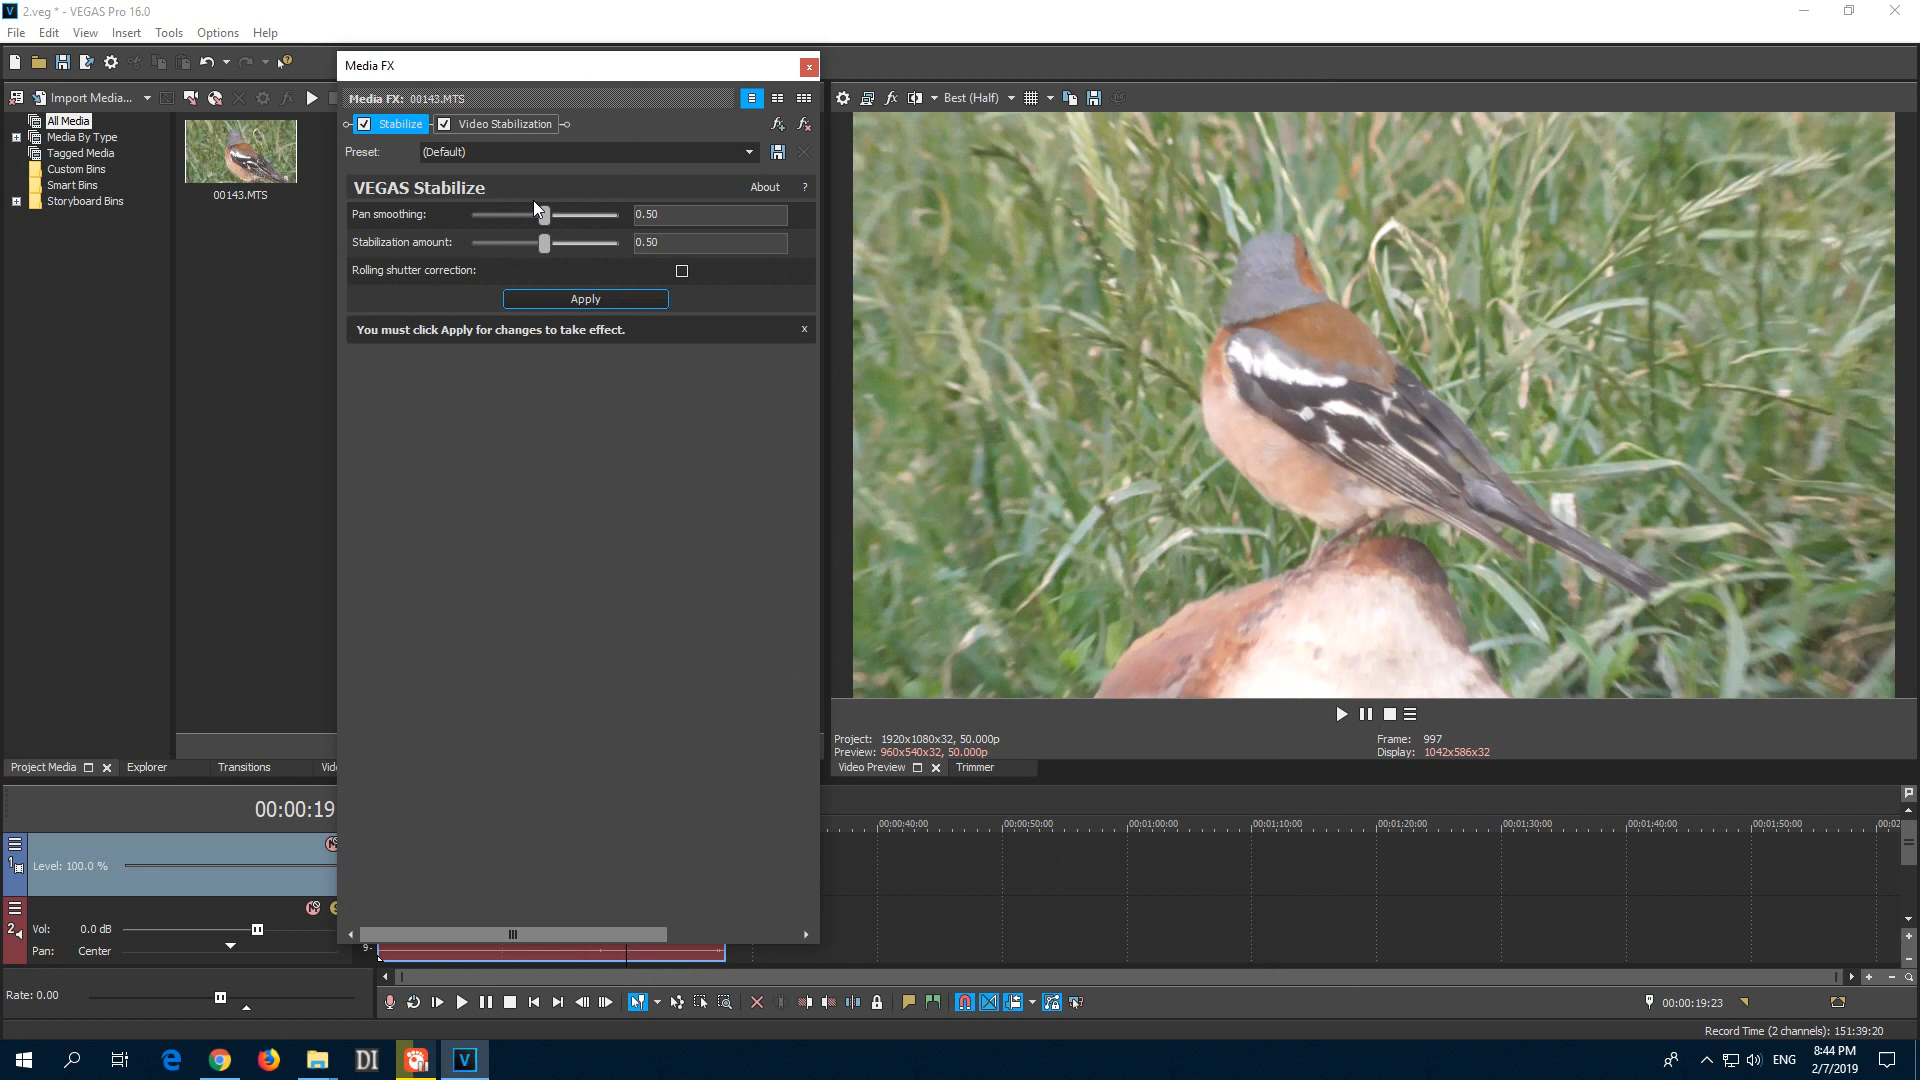 2.veg * - VEGAS Pro 16.0
File Edit View Insert Tools Options Help
Media FX
Import Media...
Media FX: 00143.MTS
Best (Half)
All Media
Media By Type
Tagged Media
Custom Bins
Smart Bins
Storyboard Bins
00143.MTS
Stabilize Video Stabilization
Preset: (Default)
VEGAS Stabilize About ?
Pan smoothing: 0.50
Stabilization amount: 0.50
Rolling shutter correction:
Apply
You must click Apply for changes to take effect. x
Project: 1920x1080x32, 50.000p Frame: 997
Preview: 960x540x32, 50.000p Display: 1042x586x32
Project Media Explorer Transitions Vid
Video Preview Trimmer
00:00:19
00:00:40:00 00:00:50:00 00:01:00:00 00:01:10:00 00:01:20:00 00:01:30:00 00:01:40:00 00:01:50:00 00:02
1 Level: 100.0 %
2 Vol: 0.0 dB
Pan: Center
9-
Rate: 0.00
00:00:19:23
Record Time (2 channels): 151:39:20
DI V ENG
8:44 PM
2/7/2019